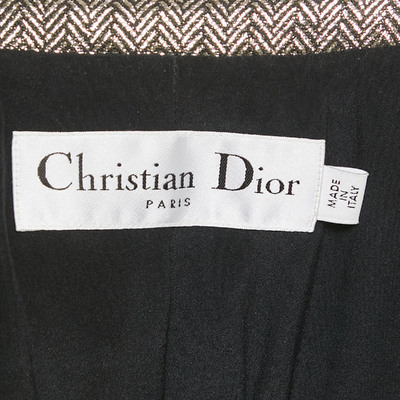 Christian Dior
PARIS
MADE
IN
ITALY